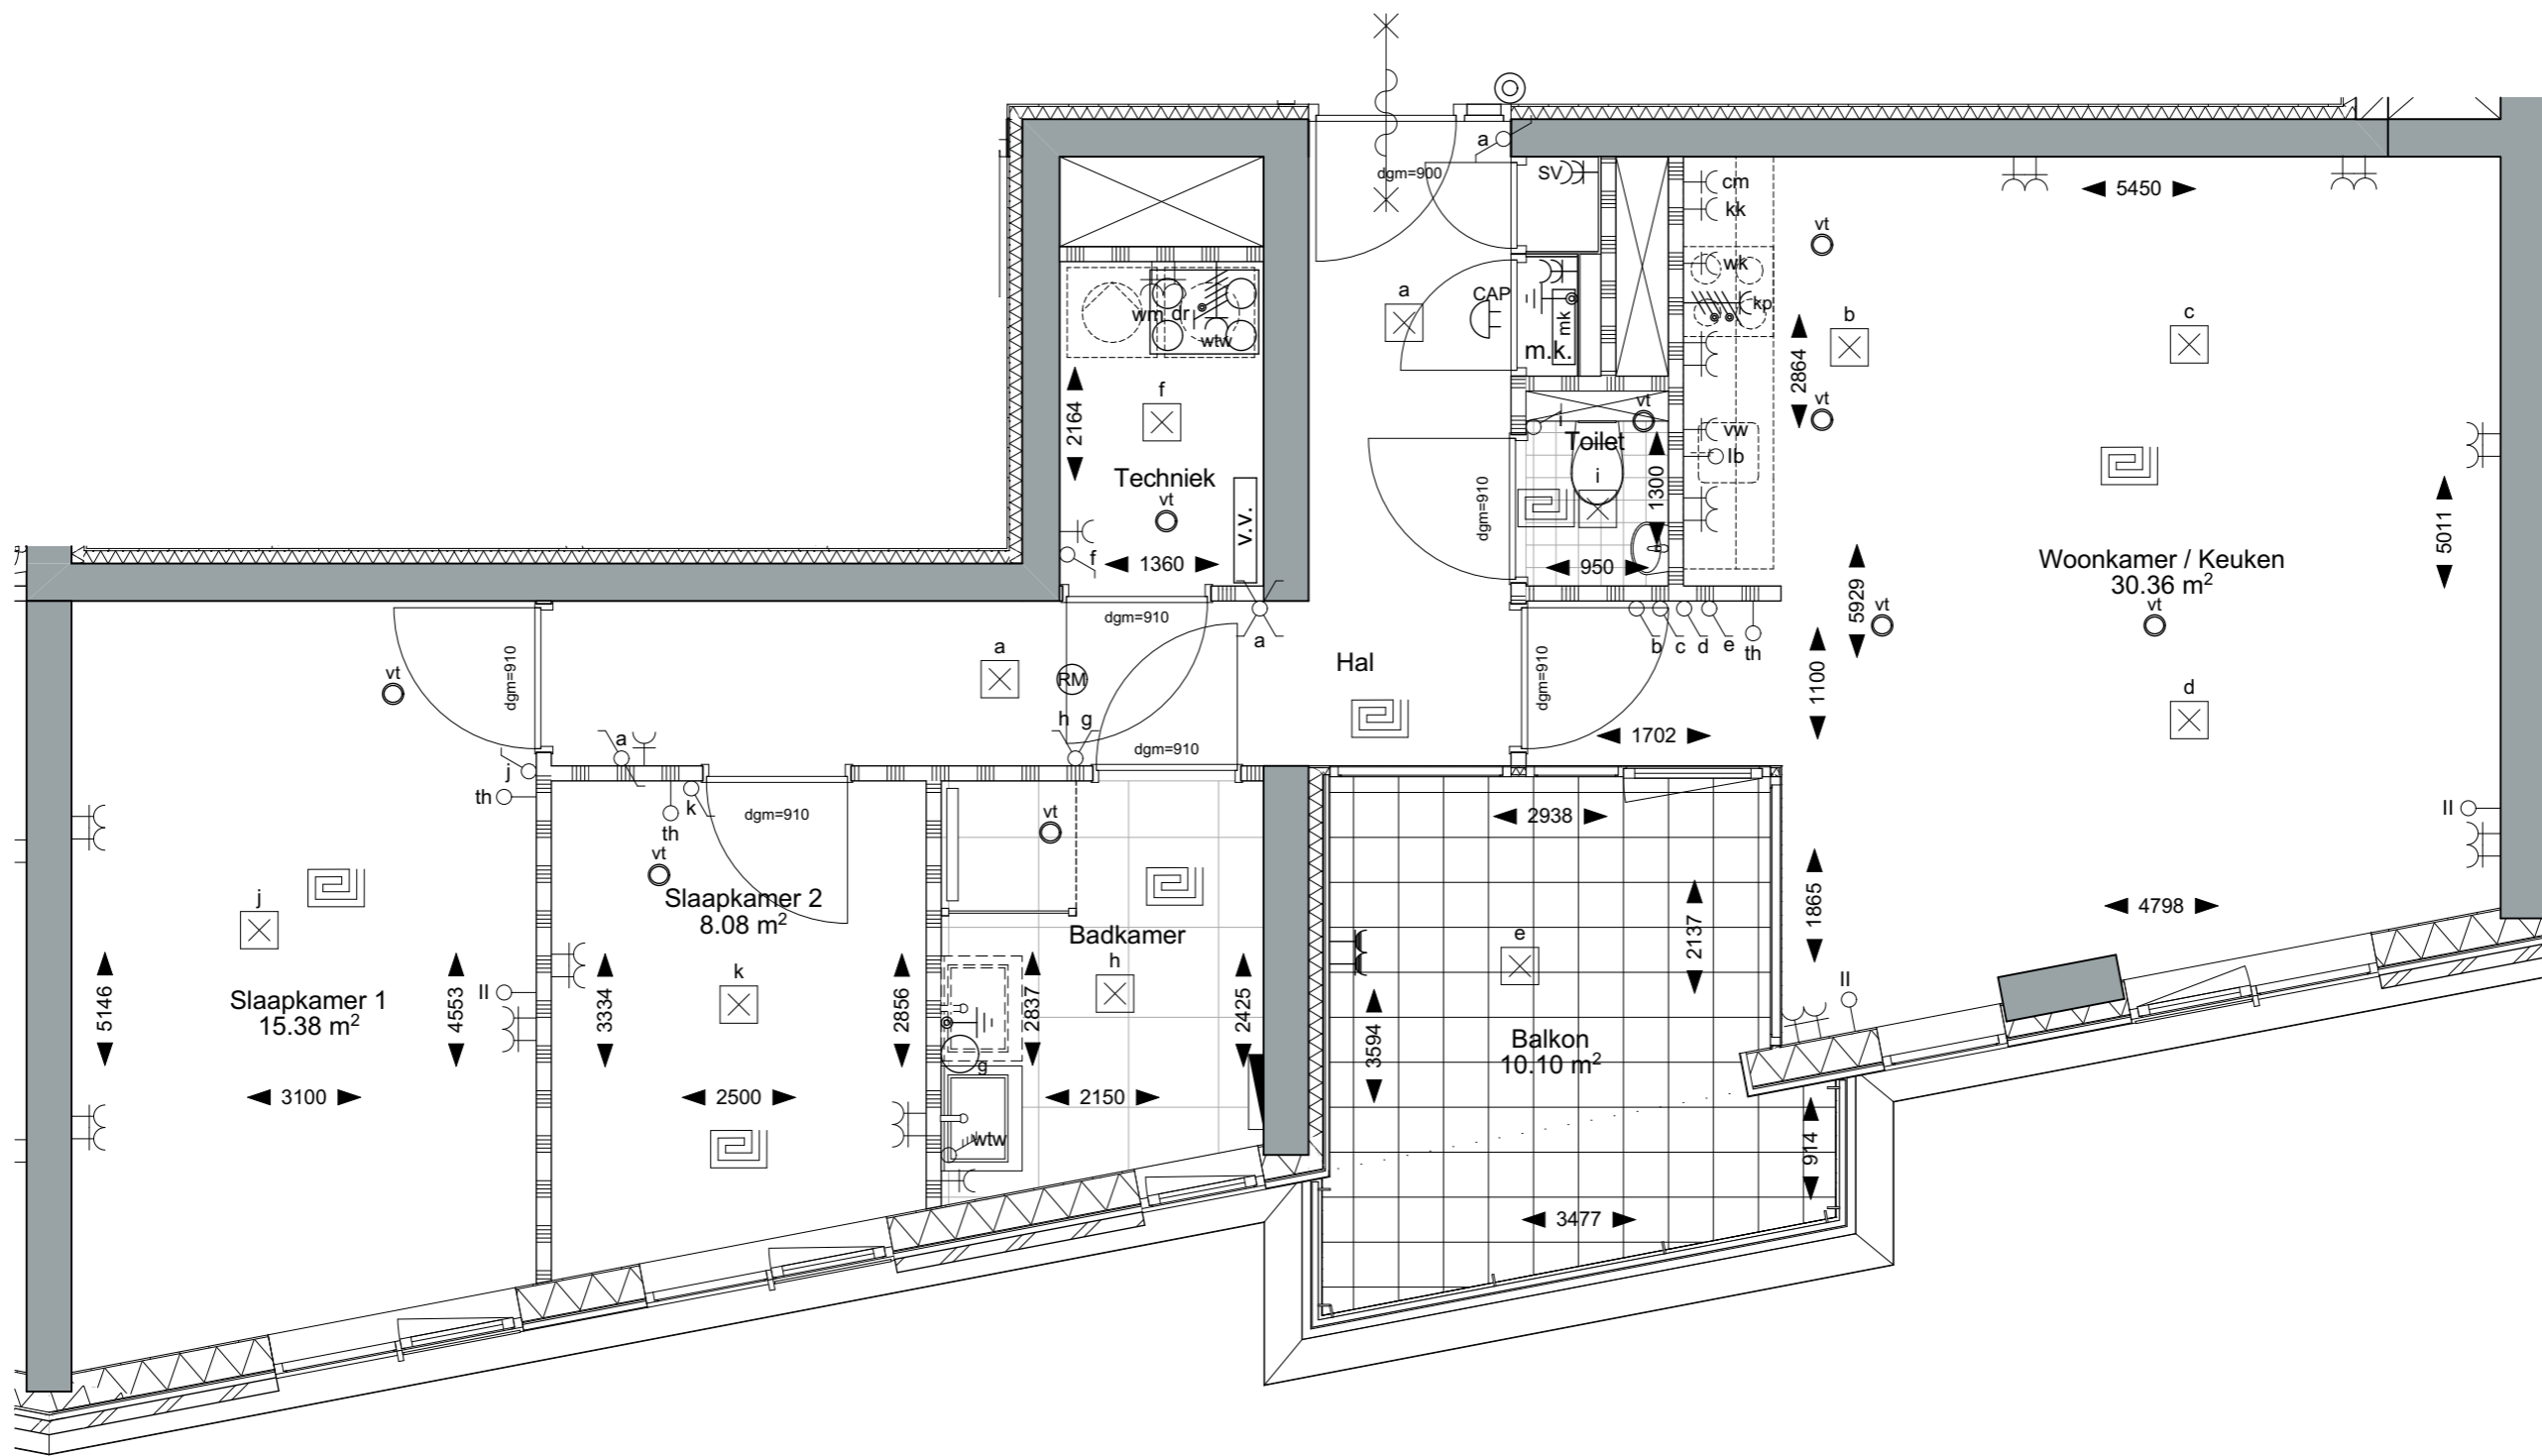 a
dgm=900
SV
cm
kk
5450
vt
wk
CAP
a
wm
dr
wtw
mk
m.k.
kp
b
c
2864
f
2164
i
vt
vt
Toilet
vw
lb
Techniek
vt
i
1300
dgm=910
v.v.
5011
f
1360
950
Woonkamer / Keuken
30.36 m²
vt
vt
5929
dgm=910
a
b
c
d
e
th
Hal
a
RM
vt
dgm=910
dgm=910
1100
d
h
g
1702
a
dgm=910
j
th
k
th
dgm=910
vt
2938
ll
vt
j
Slaapkamer 2
8.08 m²
1865
4798
Badkamer
2137
e
h
k
ll
ll
5146
Slaapkamer 1
15.38 m²
4553
3334
2856
2837
2425
3594
Balkon
10.10 m²
g
3100
2500
2150
914
wtw
3477